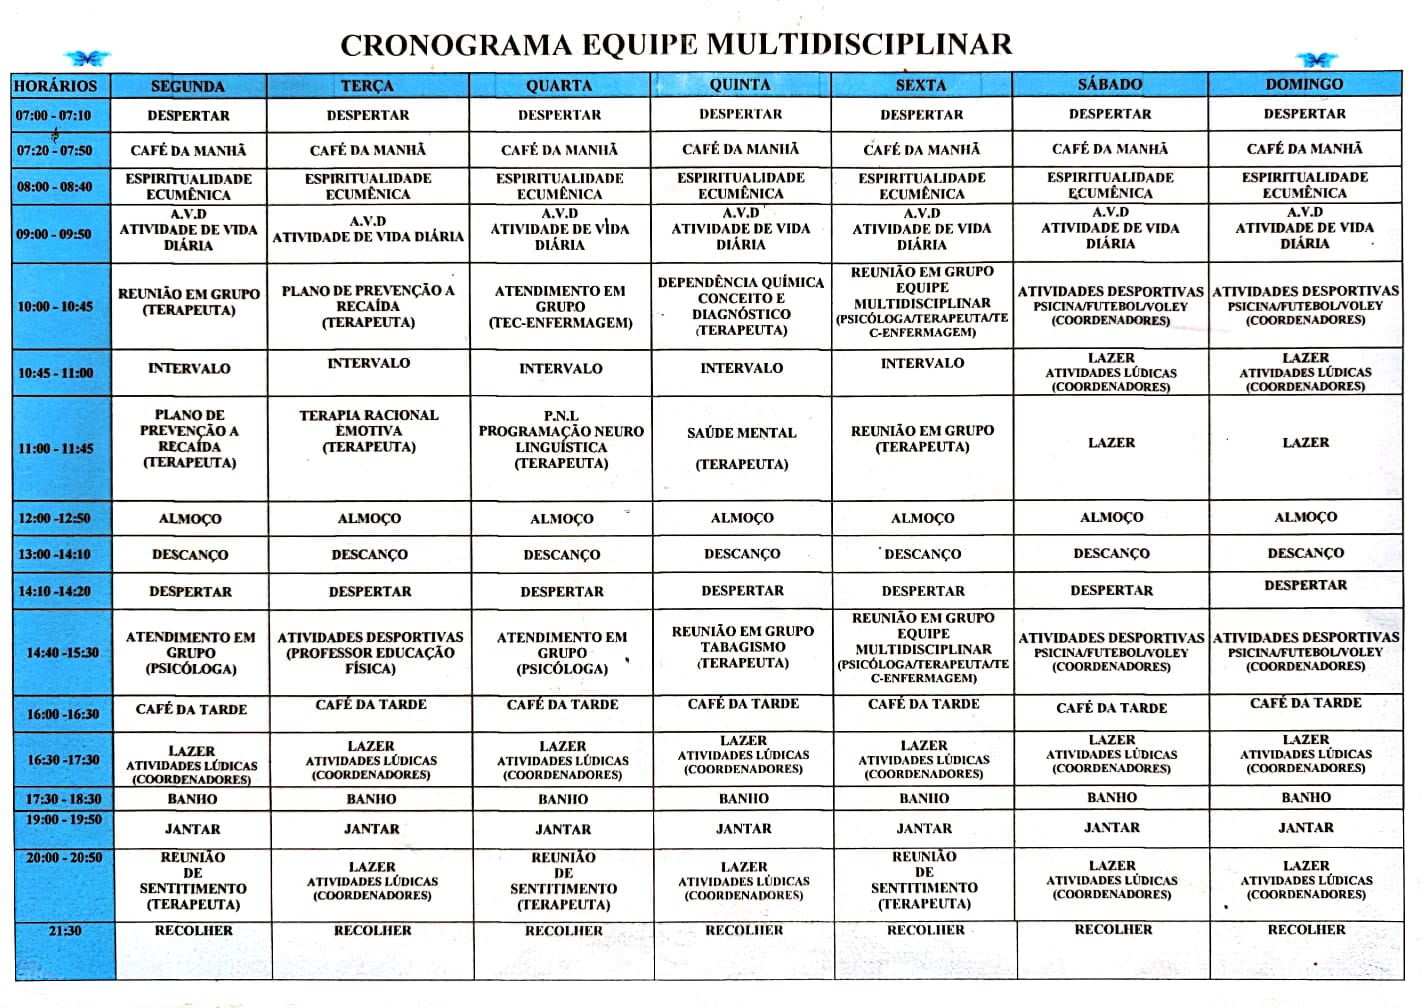 CRONOGRAMA EQUIPE MULTIDISCIPLINAR
HORÁRIOS SEGUNDA TERÇA QUARTA QUINTA SEXTA SÁBADO DOMINGO
07:00 - 07:10 DESPERTAR DESPERTAR DESPERTAR DESPERTAR DESPERTAR DESPERTAR DESPERTAR
07:20 - 07:50 CAFÉ DA MANHÃ CAFÉ DA MANHÃ CAFÉ DA MANHÃ CAFÉ DA MANHÃ CAFÉ DA MANHÃ CAFÉ DA MANHÃ CAFÉ DA MANHÃ
08:00 - 08:40
ESPIRITUALIDADE ESPIRITUALIDADE ESPIRITUALIDADE ESPIRITUALIDADE ESPIRITUALIDADE ESPIRITUALIDADE ESPIRITUALIDADE
ECUMÊNICA ECUMÊNICA ECUMÊNICA ECUMÊNICA ECUMÊNICA ECUMÊNICA ECUMÊNICA
09:00 - 09:50
A.V.D
ATIVIDADE DE VIDA
DIÁRIA
A.V.D
ATIVIDADE DE VIDA DIÁRIA
A.V.D
ATIVIDADE DE VIDA
DIÁRIA
A.V.D
ATIVIDADE DE VIDA
DIÁRIA
A.V.D
ATIVIDADE DE VIDA
DIÁRIA
A.V.D
ATIVIDADE DE VIDA
DIÁRIA
A.V.D
ATIVIDADE DE VIDA
DIÁRIA
10:00 - 10:45
REUNIÃO EM GRUPO
(TERAPEUTA)
PLANO DE PREVENÇÃO A
RECAÍDA
(TERAPEUTA)
ATENDIMENTO EM
GRUPO
(TEC-ENFERMAGEM)
DEPENDÊNCIA QUÍMICA
CONCEITO E
DIAGNÓSTICO
(TERAPEUTA)
REUNIÃO EM GRUPO
EQUIPE
MULTIDISCIPLINAR
(PSICÓLOGA/TERAPEUTA/TE
C-ENFERMAGEM)
ATIVIDADES DESPORTIVAS
PSICINA/FUTEBOL/VOLEY
(COORDENADORES)
ATIVIDADES DESPORTIVAS
PSICINA/FUTEBOL/VOLEY
(COORDENADORES)
10:45 - 11:00
INTERVALO
INTERVALO
INTERVALO
INTERVALO
INTERVALO
LAZER
ATIVIDADES LÚDICAS
(COORDENADORES)
LAZER
ATIVIDADES LÚDICAS
(COORDENADORES)
11:00 - 11:45
PLANO DE
PREVENÇÃO A
RECAÍDA
(TERAPEUTA)
TERAPIA RACIONAL
EMOTIVA
(TERAPEUTA)
P.N.L
PROGRAMAÇÃO NEURO
LINGUÍSTICA
(TERAPEUTA)
SAÚDE MENTAL
(TERAPEUTA)
REUNIÃO EM GRUPO
(TERAPEUTA)
LAZER
LAZER
12:00 -12:50 ALMOÇO ALMOÇO ALMOÇO ALMOÇO ALMOÇO ALMOÇO ALMOÇO
13:00 -14:10 DESCANÇO DESCANÇO DESCANÇO DESCANÇO DESCANÇO DESCANÇO DESCANÇO
14:10 -14:20 DESPERTAR DESPERTAR DESPERTAR DESPERTAR DESPERTAR DESPERTAR DESPERTAR
14:40 -15:30
ATENDIMENTO EM
GRUPO
(PSICÓLOGA)
ATIVIDADES DESPORTIVAS
(PROFESSOR EDUCAÇÃO
FÍSICA)
ATENDIMENTO EM
GRUPO
(PSICÓLOGA)
REUNIÃO EM GRUPO
TABAGISMO
(TERAPEUTA)
REUNIÃO EM GRUPO
EQUIPE
MULTIDISCIPLINAR
(PSICÓLOGA/TERAPEUTA/TE
C-ENFERMAGEM)
ATIVIDADES DESPORTIVAS
PSICINA/FUTEBOL/VOLEY
(COORDENADORES)
ATIVIDADES DESPORTIVAS
PSICINA/FUTEBOL/VOLEY
(COORDENADORES)
16:00 -16:30 CAFÉ DA TARDE CAFÉ DA TARDE CAFÉ DA TARDE CAFÉ DA TARDE CAFÉ DA TARDE CAFÉ DA TARDE CAFÉ DA TARDE
16:30 -17:30
LAZER LAZER LAZER LAZER LAZER LAZER LAZER
ATIVIDADES LÚDICAS ATIVIDADES LÚDICAS ATIVIDADES LÚDICAS ATIVIDADES LÚDICAS ATIVIDADES LÚDICAS ATIVIDADES LÚDICAS ATIVIDADES LÚDICAS
(COORDENADORES) (COORDENADORES) (COORDENADORES) (COORDENADORES) (COORDENADORES) (COORDENADORES) (COORDENADORES)
17:30 - 18:30 BANHO BANHO BANHO BANHO BANHO BANHO BANHO
19:00 - 19:50 JANTAR JANTAR JANTAR JANTAR JANTAR JANTAR JANTAR
20:00 - 20:50
REUNIÃO
DE
SENTITIMENTO
(TERAPEUTA)
LAZER
ATIVIDADES LÚDICAS
(COORDENADORES)
REUNIÃO
DE
SENTITIMENTO
(TERAPEUTA)
LAZER
ATIVIDADES LÚDICAS
(COORDENADORES)
REUNIÃO
DE
SENTITIMENTO
(TERAPEUTA)
LAZER
ATIVIDADES LÚDICAS
(COORDENADORES)
LAZER
ATIVIDADES LÚDICAS
(COORDENADORES)
21:30 RECOLHER RECOLHER RECOLHER RECOLHER RECOLHER RECOLHER RECOLHER